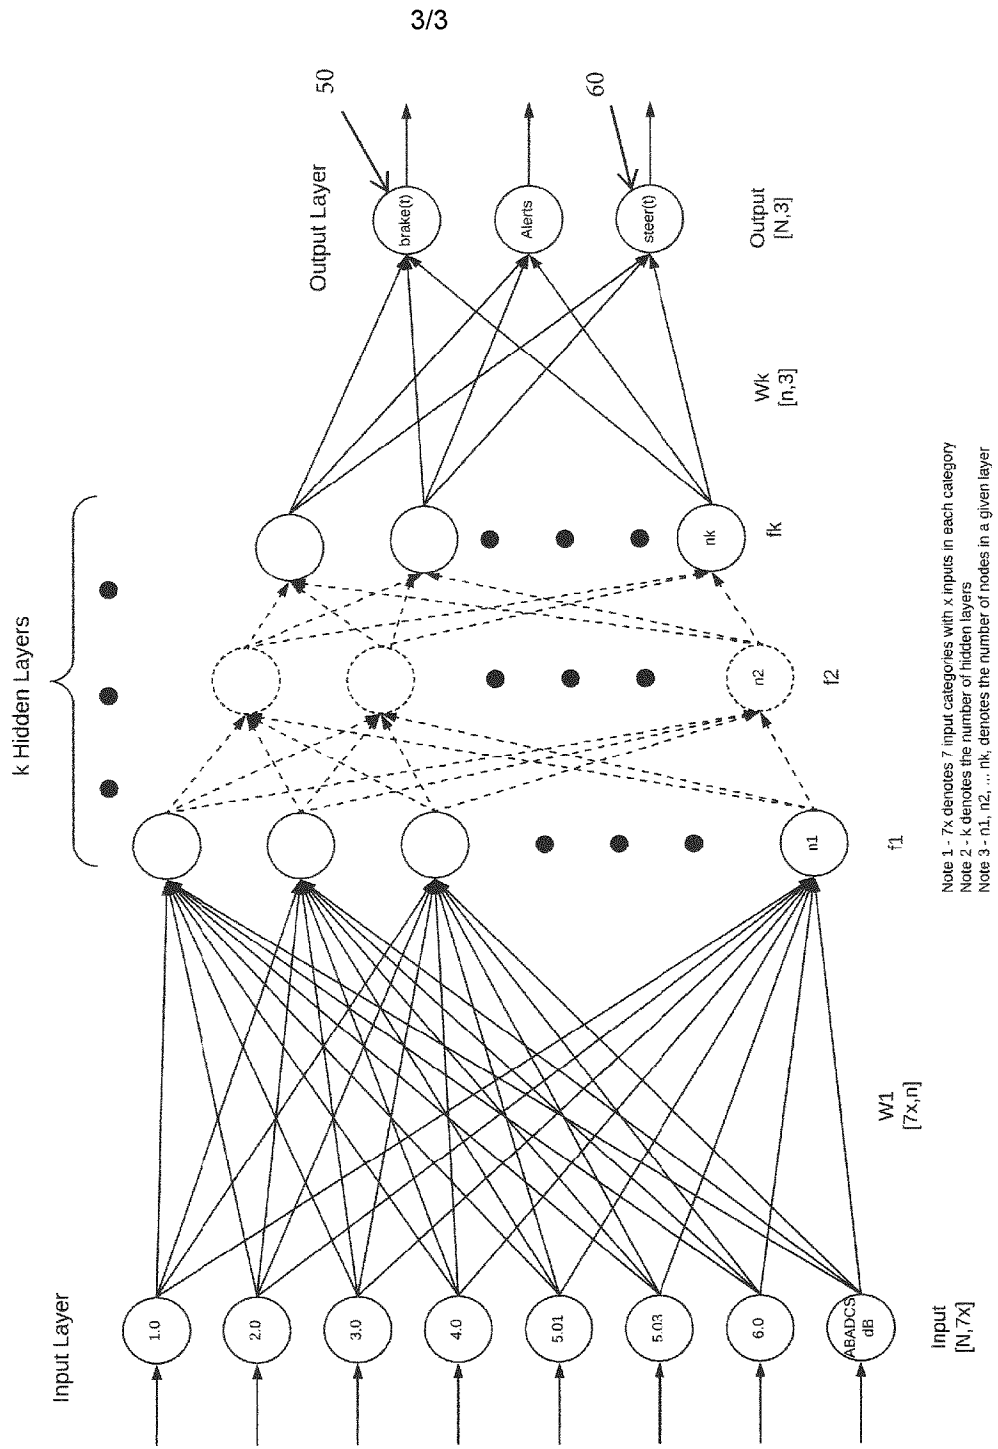 3/3
Input Layer
k Hidden Layers
Output Layer
50
60
1.0
2.0
3.0
4.0
5.01
5.03
6.0
ABADCS
dB
n1
n2
nk
brake(t)
Alerts
steer(t)
Input
[N,7x]
W1
[7x,n]
f1
f2
fk
Wk
[n,3]
Output
[N,3]
Note 1 - 7x denotes 7 input categories with x inputs in each category
Note 2 - k denotes the number of hidden layers
Note 3 - n1, n2, ... nk, denotes the number of nodes in a given layer